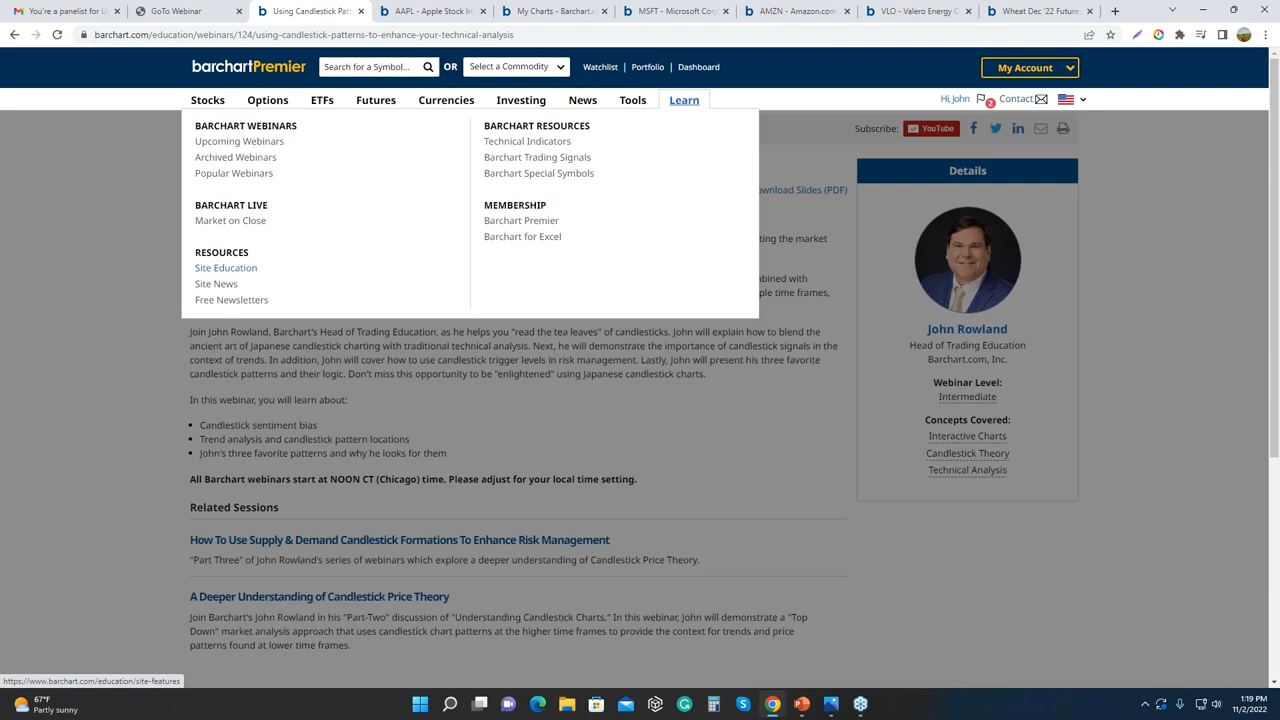 You're a panelist for U
GoTo Webinar
Using Candlestick Patterns
AAPL - Apple Stock In
My Charts - Barchart.c
MSFT - Microsoft Corp
AMZN - Amazon.com
VLO - Valero Energy C
Wheat Dec '22 Futures
barchart.com/education/webinars/124/using-candlestick-patterns-to-enhance-your-technical-analysis
barchartPremier
Search for a Symbol...
OR
Select a Commodity
Watchlist | Portfolio | Dashboard
My Account
Stocks Options ETFs Futures Currencies Investing News Tools Learn
Hi, John 2 Contact
BARCHART WEBINARS
Upcoming Webinars
Archived Webinars
Popular Webinars
BARCHART LIVE
Market on Close
RESOURCES
Site Education
Site News
Free Newsletters
BARCHART RESOURCES
Technical Indicators
Barchart Trading Signals
Barchart Special Symbols
MEMBERSHIP
Barchart Premier
Barchart for Excel
Subscribe: YouTube
ownload Slides (PDF)
ting the market
bined with
ple time frames,
Join John Rowland, Barchart's Head of Trading Education, as he helps you "read the tea leaves" of candlesticks. John will explain how to blend the
ancient art of Japanese candlestick charting with traditional technical analysis. Next, he will demonstrate the importance of candlestick signals in the
context of trends. In addition, John will cover how to use candlestick trigger levels in risk management. Lastly, John will present his three favorite
candlestick patterns and their logic. Don't miss this opportunity to be "enlightened" using Japanese candlestick charts.
In this webinar, you will learn about:
Candlestick sentiment bias
Trend analysis and candlestick pattern locations
John's three favorite patterns and why he looks for them
All Barchart webinars start at NOON CT (Chicago) time. Please adjust for your local time setting.
Related Sessions
How To Use Supply & Demand Candlestick Formations To Enhance Risk Management
"Part Three" of John Rowland's series of webinars which explore a deeper understanding of Candlestick Price Theory.
A Deeper Understanding of Candlestick Price Theory
Join Barchart's John Rowland in his "Part-Two" discussion of "Understanding Candlestick Charts." In this webinar, John will demonstrate a "Top
Down" market analysis approach that uses candlestick chart patterns at the higher time frames to provide the context for trends and price
patterns found at lower time frames.
Details
John Rowland
Head of Trading Education
Barchart.com, Inc.
Webinar Level:
Intermediate
Concepts Covered:
Interactive Charts
Candlestick Theory
Technical Analysis
https://www.barchart.com/education/site-features
67°F
Partly sunny
1:19 PM
11/2/2022